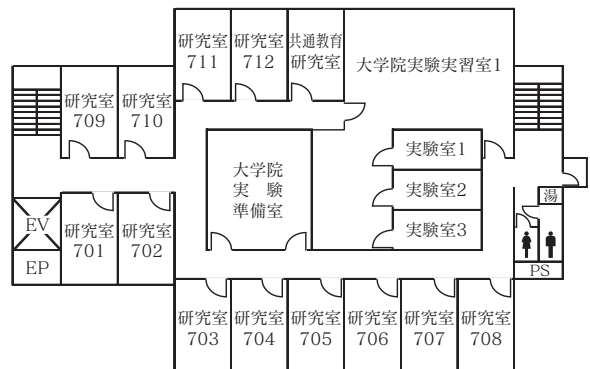 研究室
711
研究室
712
共通教育
研究室
大学院実験実習室1
研究室
709
研究室
710
大学院
実　験
準備室
実験室1
実験室2
実験室3
湯
EV
EP
研究室
701
研究室
702
PS
研究室
703
研究室
704
研究室
705
研究室
706
研究室
707
研究室
708